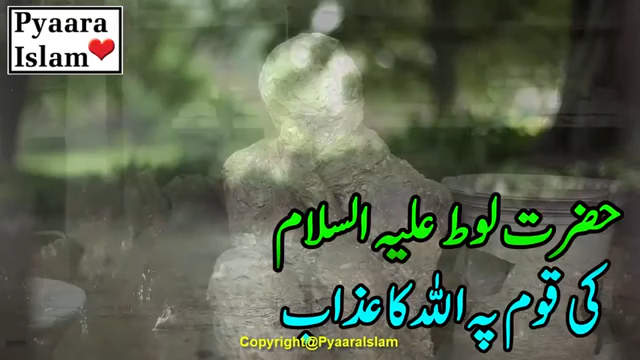 Pyaara
Islam
حضرت لوط علیہ السلام
کی قوم پہ اللہ کا عذاب
Copyright@PyaaraIslam